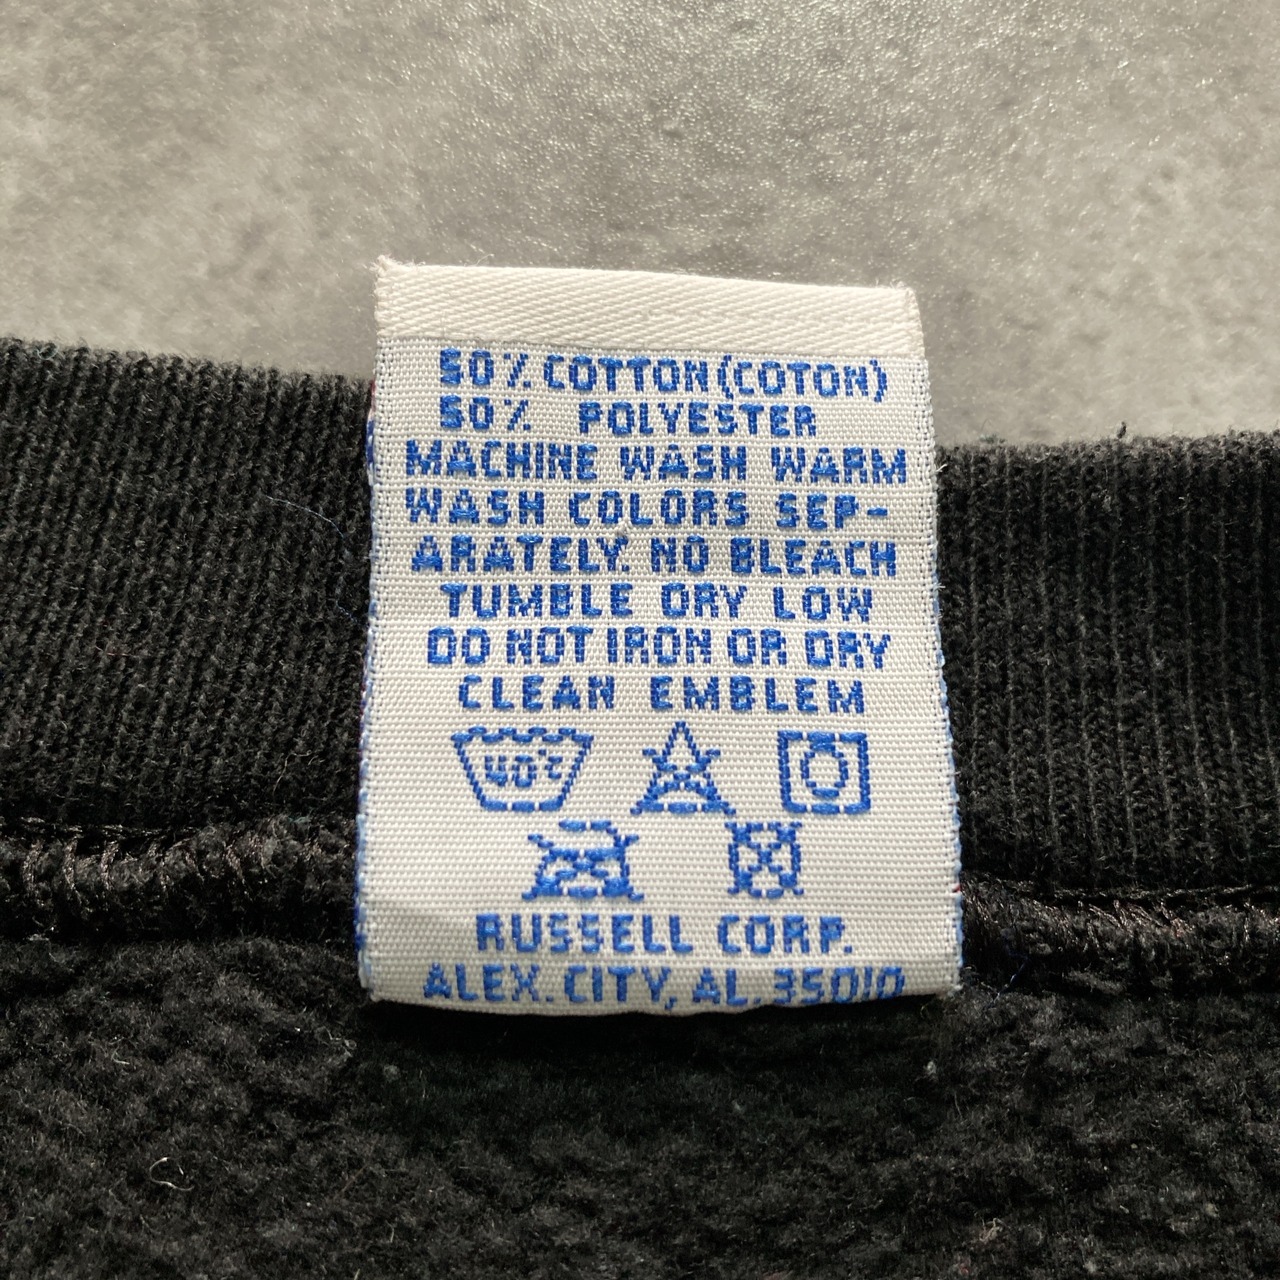 50% COTTON (COTON)
50% POLYESTER
MACHINE WASH WARM
WASH COLORS SEP-
ARATELY. NO BLEACH
TUMBLE DRY LOW
DO NOT IRON OR DRY
CLEAN EMBLEM
40°C
RUSSELL CORP.
ALEX. CITY, AL. 35010